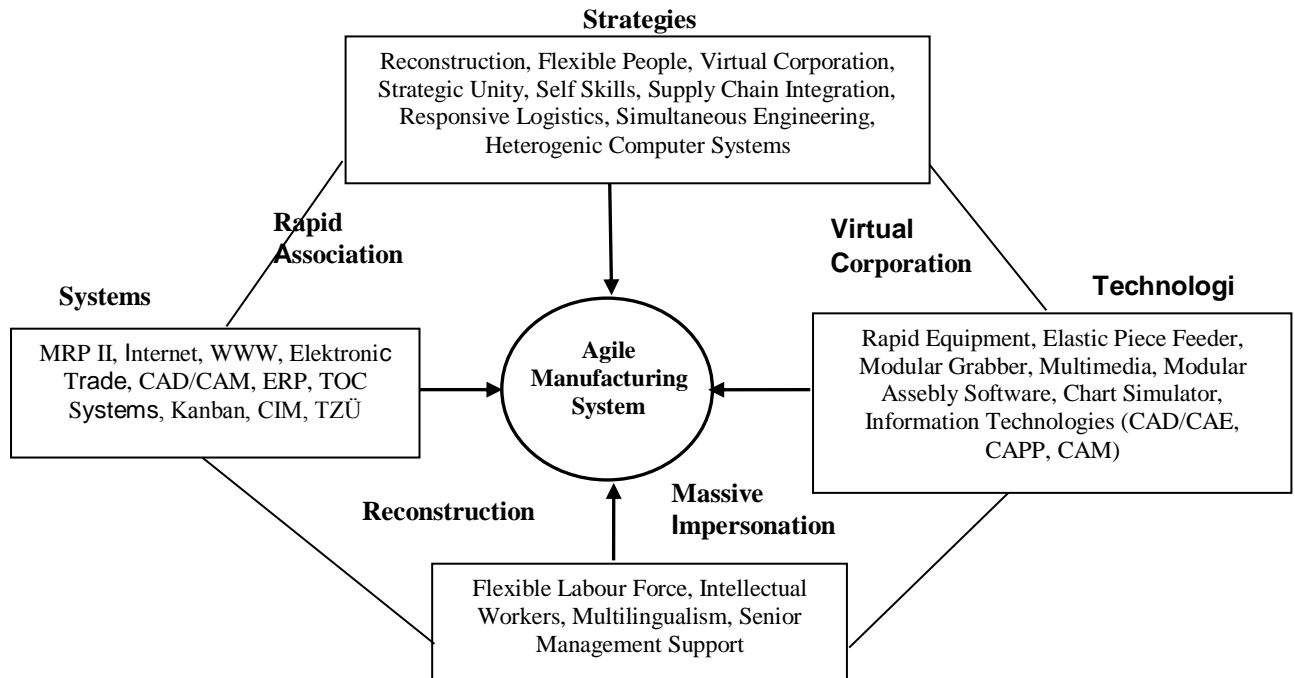 Strategies
Reconstruction, Flexible People, Virtual Corporation,
Strategic Unity, Self Skills, Supply Chain Integration,
Responsive Logistics, Simultaneous Engineering,
Heterogenic Computer Systems
Rapid
Association
Virtual
Corporation
Systems
Technologi
MRP II, Internet, WWW, Elektronic
Trade, CAD/CAM, ERP, TOC
Systems, Kanban, CIM, TZÜ
Agile
Manufacturing
System
Rapid Equipment, Elastic Piece Feeder,
Modular Grabber, Multimedia, Modular
Assebly Software, Chart Simulator,
Information Technologies (CAD/CAE,
CAPP, CAM)
Reconstruction
Massive
Impersonation
Flexible Labour Force, Intellectual
Workers, Multilingualism, Senior
Management Support